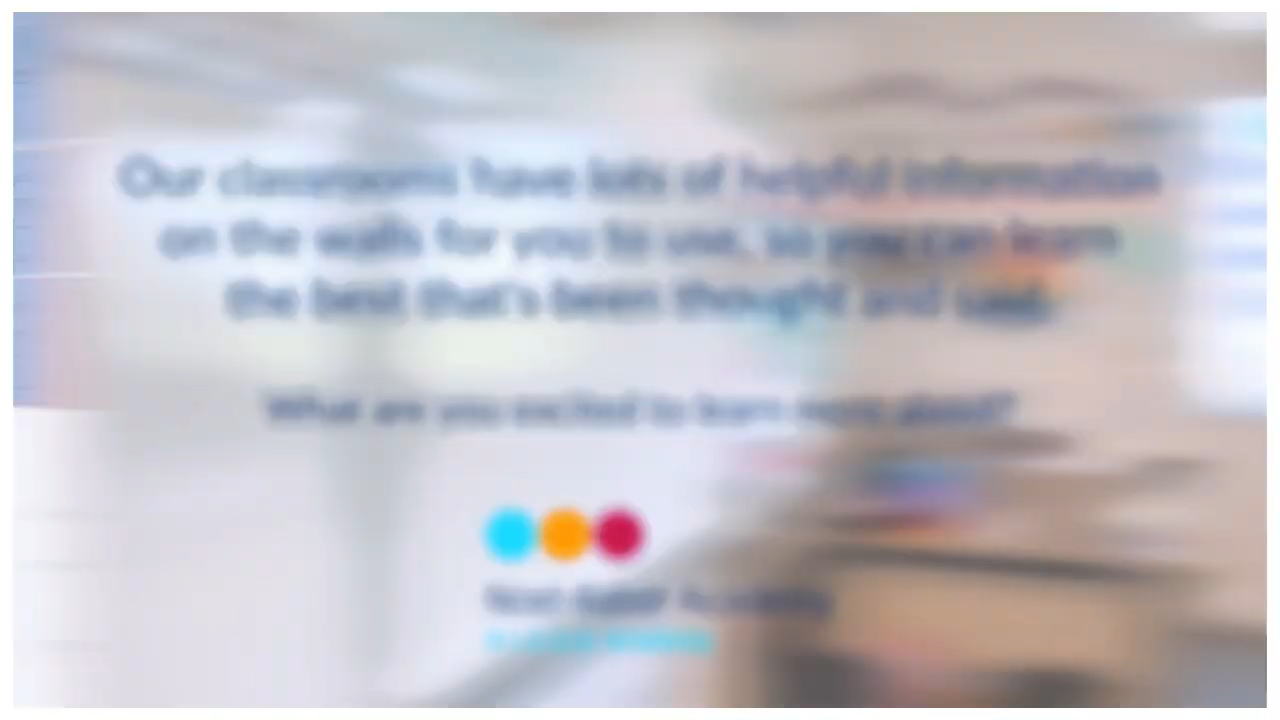 Our classrooms have lots of helpful information
on the walls for you to use, so you can learn
the best that's been thought and said.
What are you excited to learn more about?
Academy